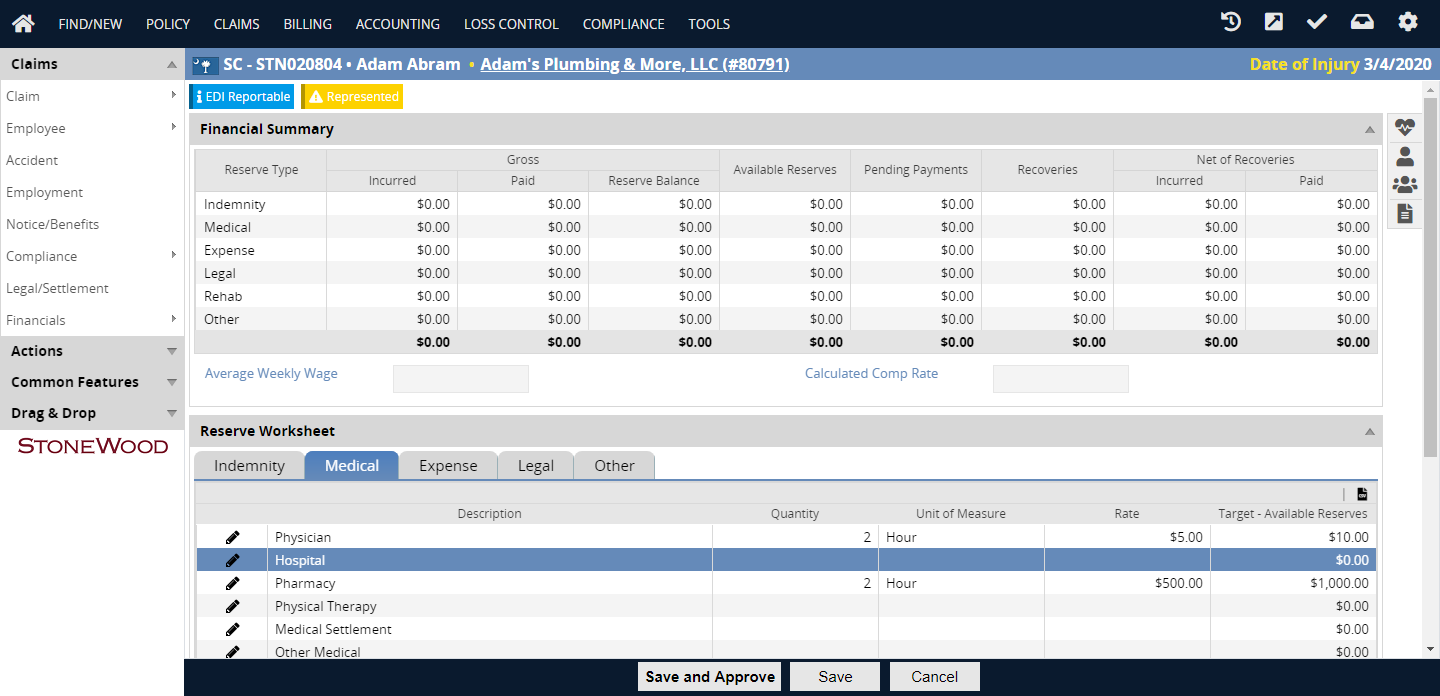 FIND/NEW POLICY CLAIMS BILLING ACCOUNTING LOSS CONTROL COMPLIANCE TOOLS
Claims
Claim
Employee
Accident
Employment
Notice/Benefits
Compliance
Legal/Settlement
Financials
Actions
Common Features
Drag & Drop
STONEWOOD
SC - STN020804 • Adam Abram • Adam's Plumbing & More, LLC (#80791) Date of Injury 3/4/2020
EDI Reportable Represented
Financial Summary
Reserve Type Gross Available Reserves Pending Payments Recoveries Net of Recoveries
Incurred Paid Reserve Balance Incurred Paid
Indemnity $0.00 $0.00 $0.00 $0.00 $0.00 $0.00 $0.00 $0.00
Medical $0.00 $0.00 $0.00 $0.00 $0.00 $0.00 $0.00 $0.00
Expense $0.00 $0.00 $0.00 $0.00 $0.00 $0.00 $0.00 $0.00
Legal $0.00 $0.00 $0.00 $0.00 $0.00 $0.00 $0.00 $0.00
Rehab $0.00 $0.00 $0.00 $0.00 $0.00 $0.00 $0.00 $0.00
Other $0.00 $0.00 $0.00 $0.00 $0.00 $0.00 $0.00 $0.00
$0.00 $0.00 $0.00 $0.00 $0.00 $0.00 $0.00 $0.00
Average Weekly Wage Calculated Comp Rate
Reserve Worksheet
Indemnity Medical Expense Legal Other
Description Quantity Unit of Measure Rate Target - Available Reserves
Physician 2 Hour $5.00 $10.00
Hospital $0.00
Pharmacy 2 Hour $500.00 $1,000.00
Physical Therapy $0.00
Medical Settlement $0.00
Other Medical $0.00
Save and Approve Save Cancel